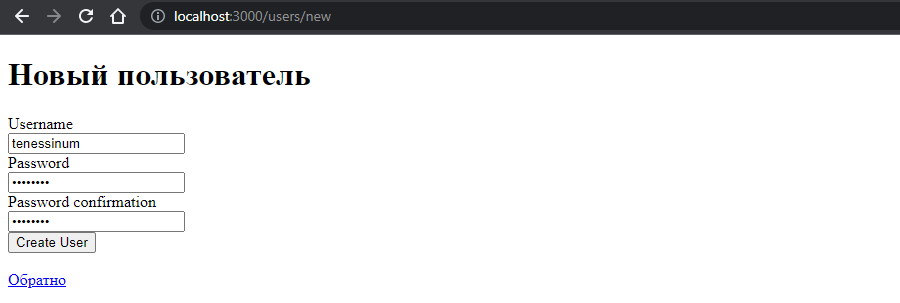 localhost:3000/users/new
Новый пользователь
Username
tenessinum
Password
••••••••
Password confirmation
••••••••
Create User
Обратно